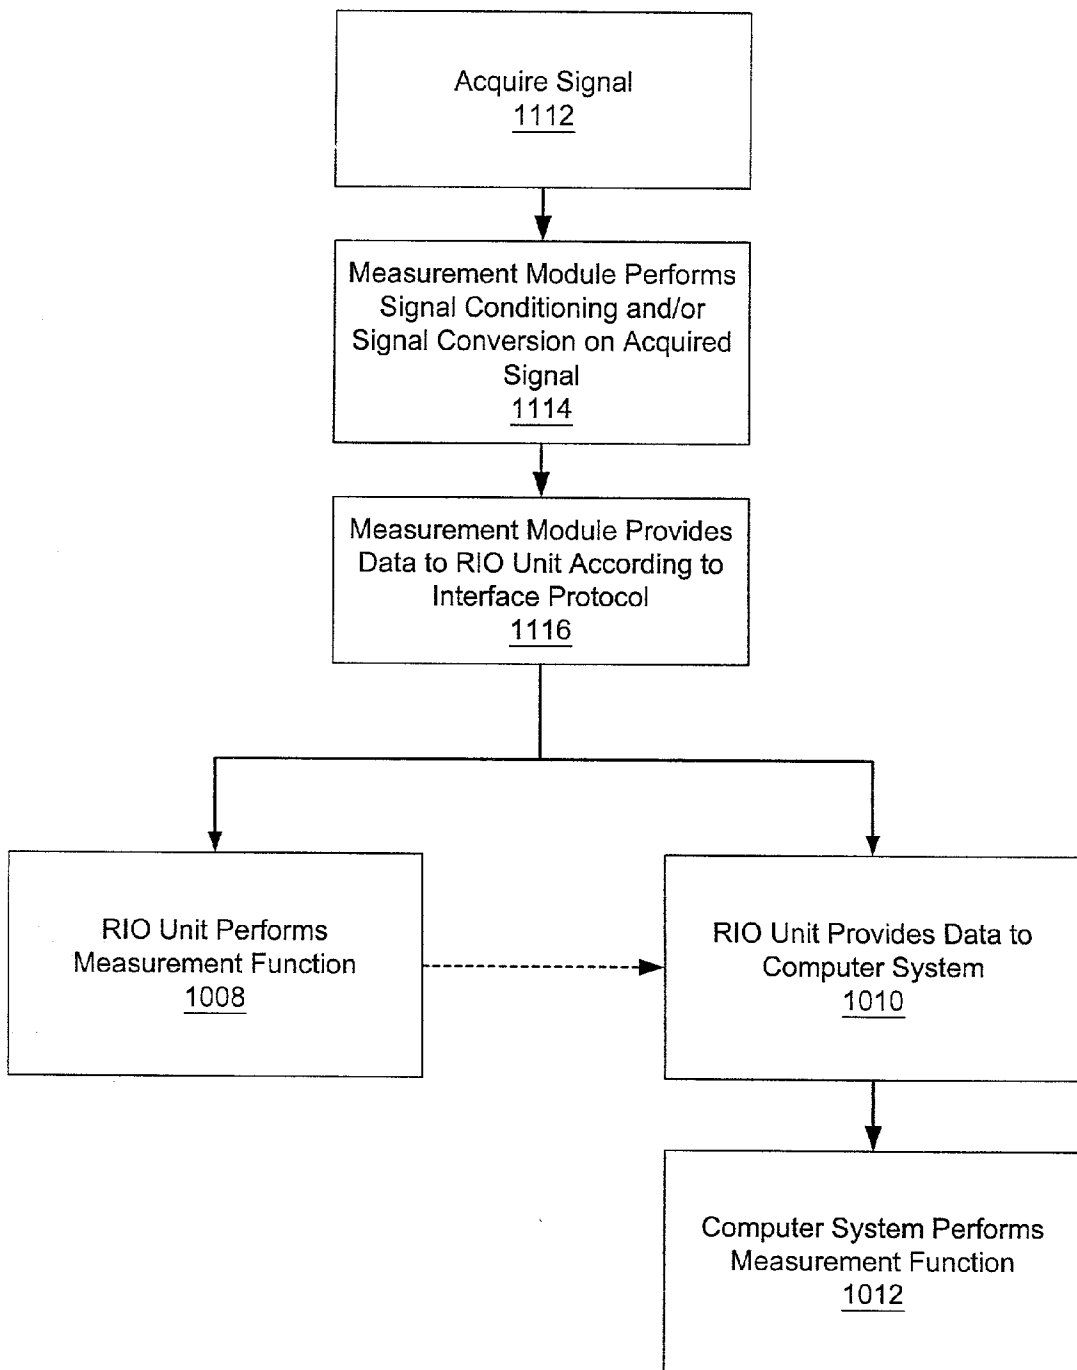 Acquire Signal
1112
Measurement Module Performs
Signal Conditioning and/or
Signal Conversion on Acquired
Signal
1114
Measurement Module Provides
Data to RIO Unit According to
Interface Protocol
1116
RIO Unit Performs
Measurement Function
1008
RIO Unit Provides Data to
Computer System
1010
Computer System Performs
Measurement Function
1012